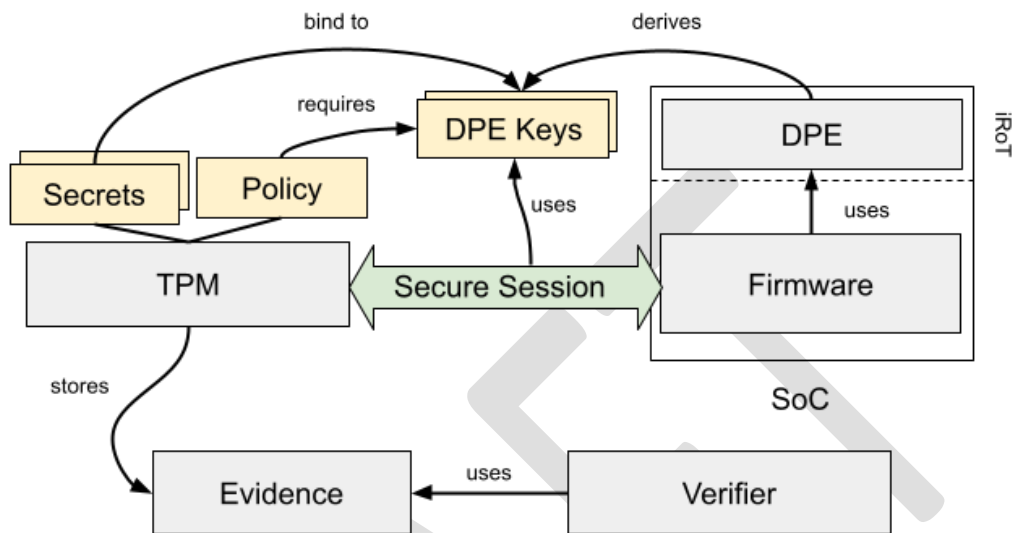 bind to
derives
requires
DPE Keys
DPE
iRoT
Secrets
Policy
uses
uses
TPM
Secure Session
Firmware
stores
SoC
Evidence
uses
Verifier